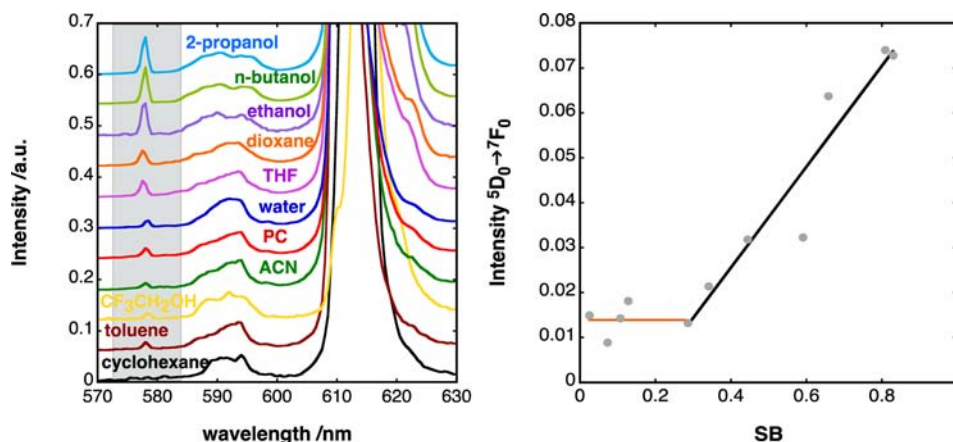 0.7
0.6
0.5
0.4
0.3
0.2
0.1
0
Intensity /a.u.
2-propanol
n-butanol
ethanol
dioxane
THF
water
PC
ACN
CF₃CH₂OH
toluene
cyclohexane
570 580 590 600 610 620 630
wavelength /nm
0.08
0.07
0.06
0.05
0.04
0.03
0.02
0.01
0
Intensity ⁵D₀→⁷F₀
0 0.2 0.4 0.6 0.8 1
SB